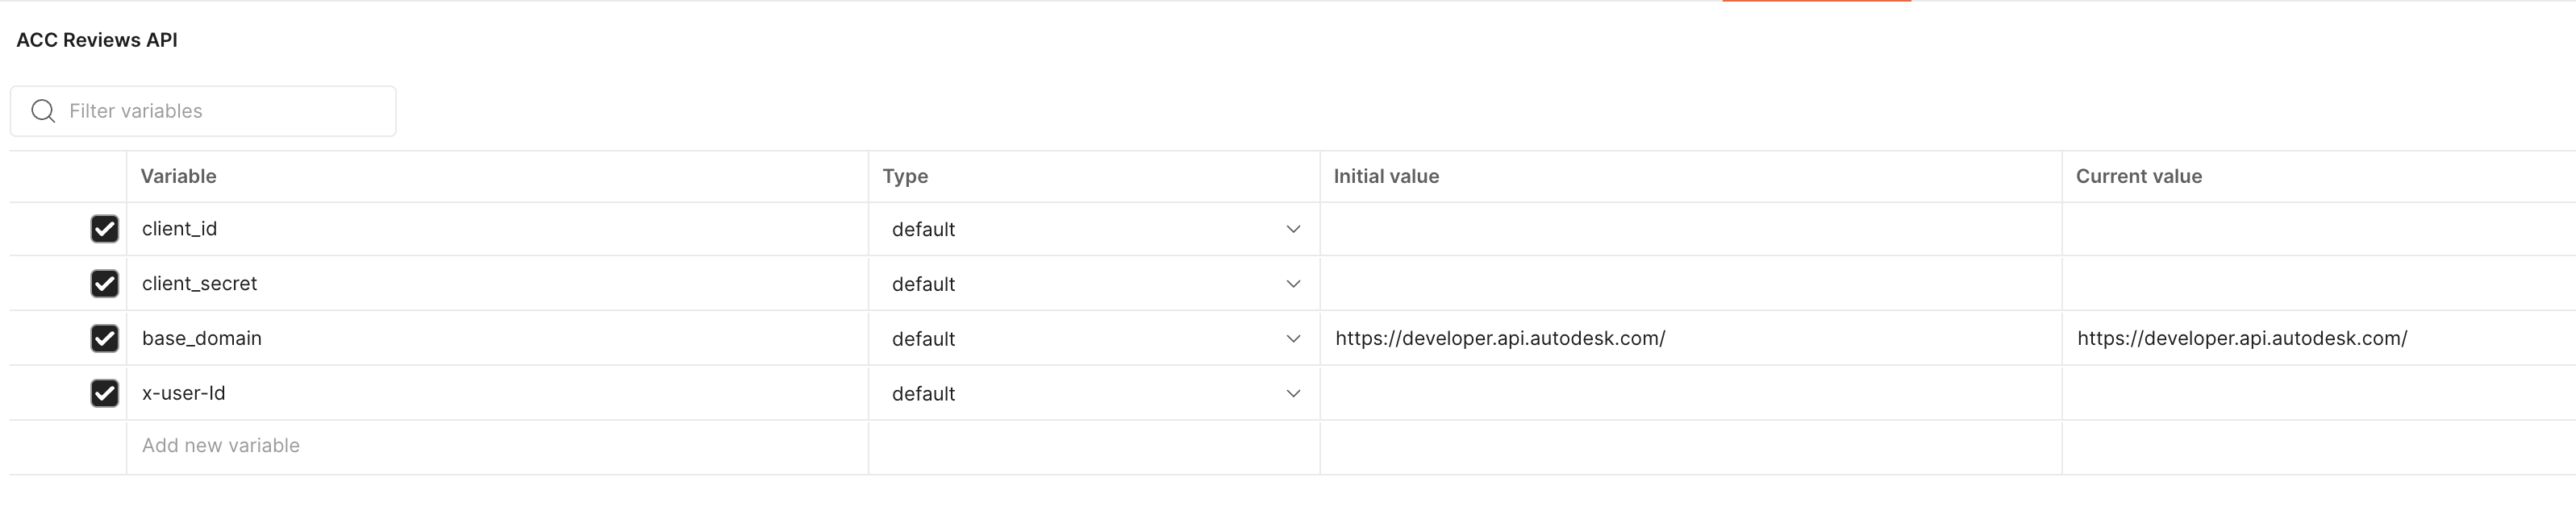 ACC Reviews API
Filter variables
Variable Type Initial value Current value
client_id default
client_secret default
base_domain default https://developer.api.autodesk.com/ https://developer.api.autodesk.com/
x-user-Id default
Add new variable